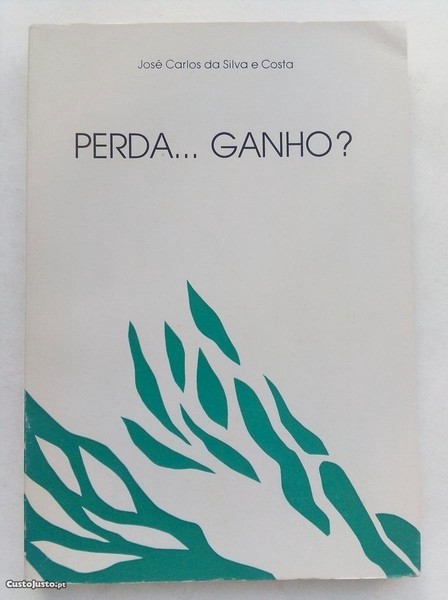 José Carlos da Silva e Costa
PERDA... GANHO?
CustoJusto.pt